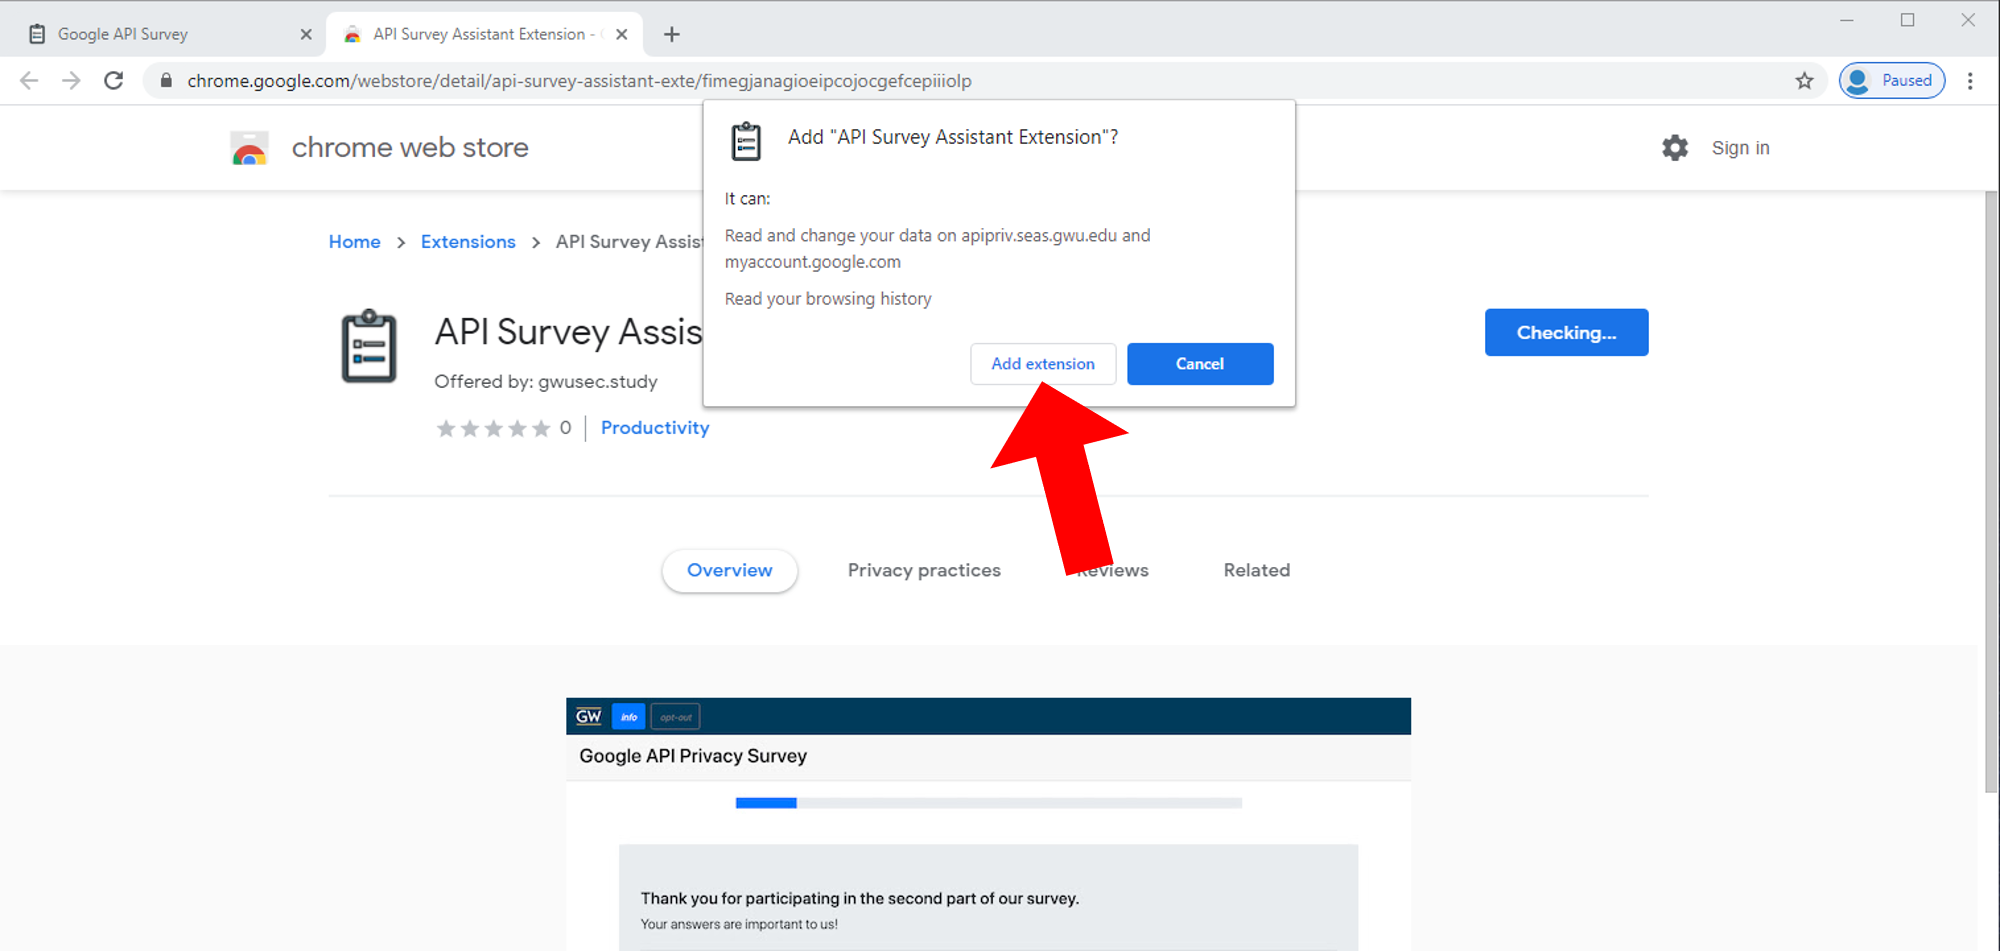 Google API Survey
API Survey Assistant Extension -
chrome.google.com/webstore/detail/api-survey-assistant-exte/fimegjanagioeipcojocgefcepiiiolp
Paused
chrome web store
Sign in
Add "API Survey Assistant Extension"?
It can:
Read and change your data on apipriv.seas.gwu.edu and
myaccount.google.com
Read your browsing history
Add extension
Cancel
Home > Extensions > API Survey Assist
API Survey Assis
Checking...
Offered by: gwusec.study
0
Productivity
Overview
Privacy practices
Reviews
Related
GW
info
opt-out
Google API Privacy Survey
Thank you for participating in the second part of our survey.
Your answers are important to us!